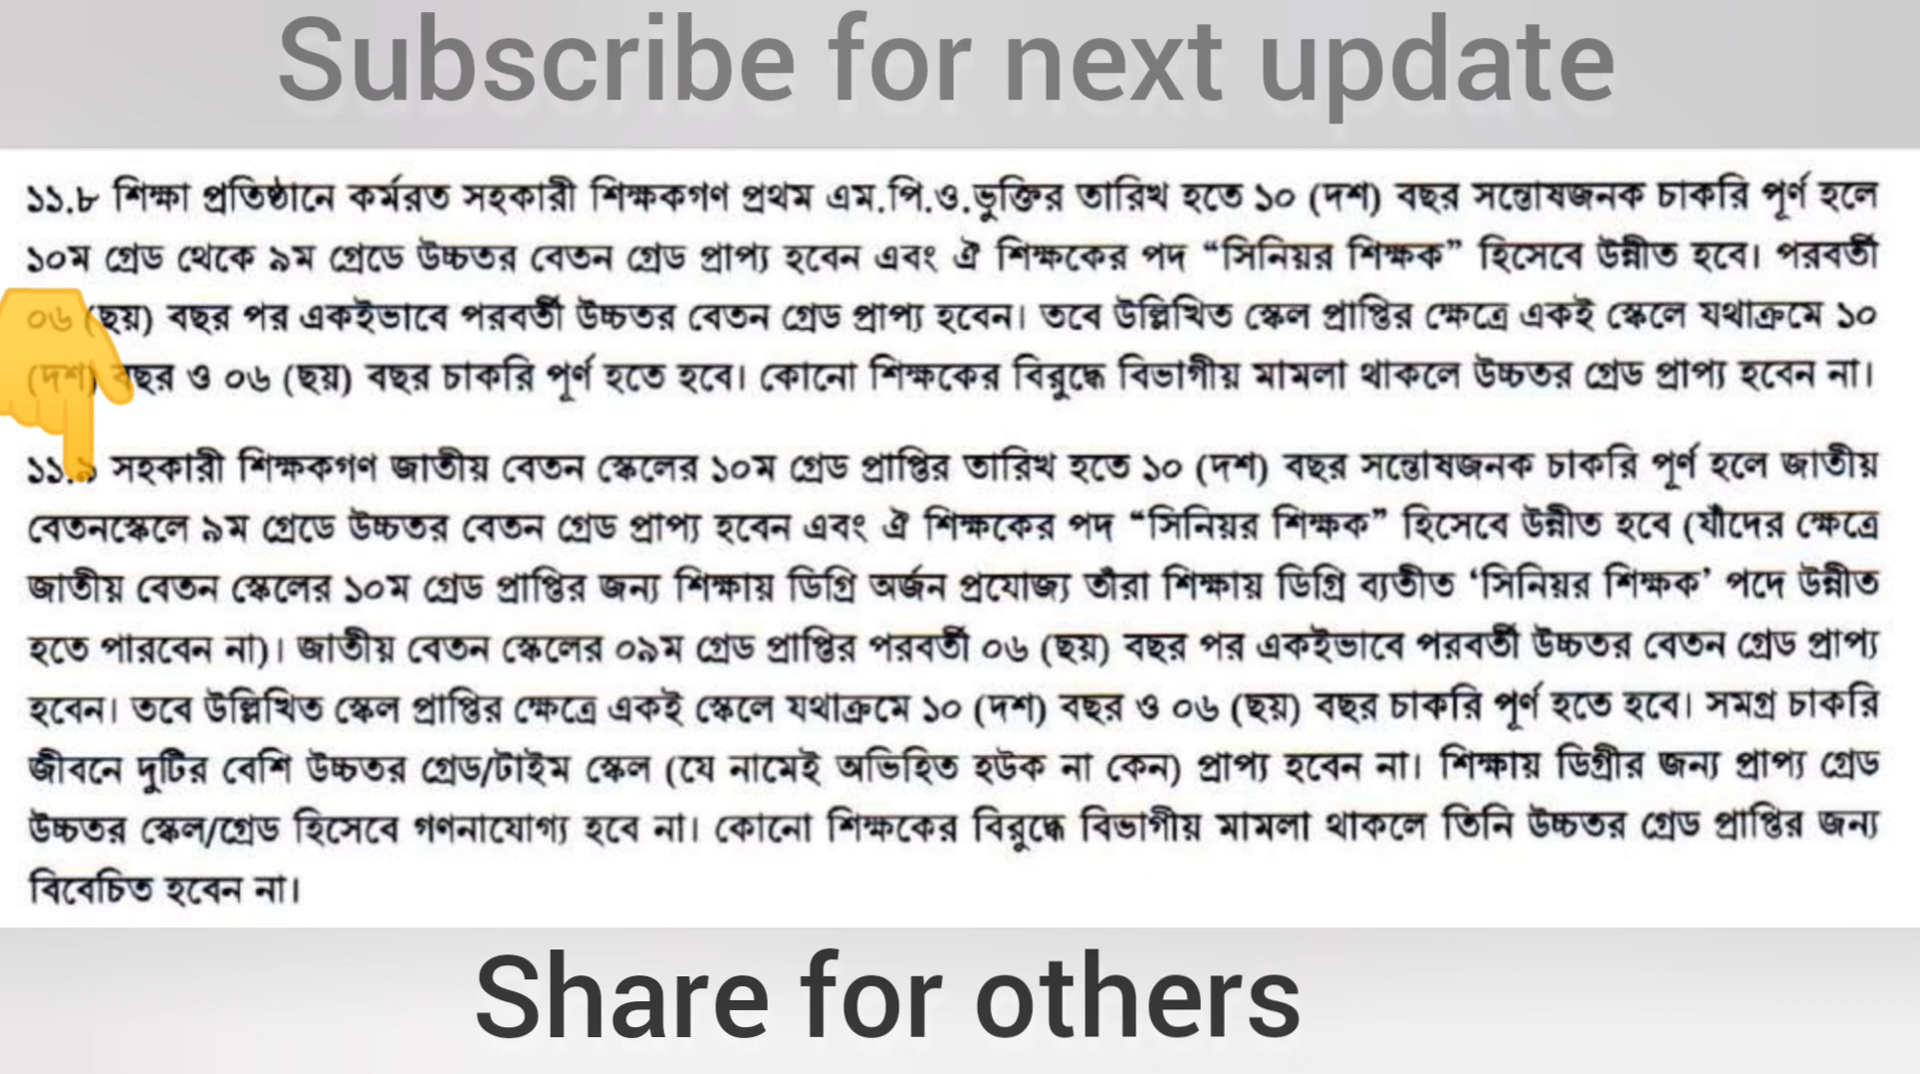 Subscribe for next update
১১.৮ শিক্ষা প্রতিষ্ঠানে কর্মরত সহকারী শিক্ষকগণ প্রথম এম.পি.ও.ভুক্তির তারিখ হতে ১০ (দশ) বছর সন্তোষজনক চাকরি পূর্ণ হলে
১০ম গ্রেড থেকে ৯ম গ্রেডে উচ্চতর বেতন গ্রেড প্রাপ্য হবেন এবং ঐ শিক্ষকের পদ “সিনিয়র শিক্ষক” হিসেবে উন্নীত হবে। পরবর্তী
০৬ (ছয়) বছর পর একইভাবে পরবর্তী উচ্চতর বেতন গ্রেড প্রাপ্য হবেন। তবে উল্লিখিত স্কেল প্রাপ্তির ক্ষেত্রে একই স্কেলে যথাক্রমে ১০
(দশ) বছর ও ০৬ (ছয়) বছর চাকরি পূর্ণ হতে হবে। কোনো শিক্ষকের বিরুদ্ধে বিভাগীয় মামলা থাকলে উচ্চতর গ্রেড প্রাপ্য হবেন না।
১১.৯ সহকারী শিক্ষকগণ জাতীয় বেতন স্কেলের ১০ম গ্রেড প্রাপ্তির তারিখ হতে ১০ (দশ) বছর সন্তোষজনক চাকরি পূর্ণ হলে জাতীয়
বেতনস্কেলে ৯ম গ্রেডে উচ্চতর বেতন গ্রেড প্রাপ্য হবেন এবং ঐ শিক্ষকের পদ “সিনিয়র শিক্ষক” হিসেবে উন্নীত হবে (যাঁদের ক্ষেত্রে
জাতীয় বেতন স্কেলের ১০ম গ্রেড প্রাপ্তির জন্য শিক্ষায় ডিগ্রি অর্জন প্রযোজ্য তাঁরা শিক্ষায় ডিগ্রি ব্যতীত ‘সিনিয়র শিক্ষক’ পদে উন্নীত
হতে পারবেন না)। জাতীয় বেতন স্কেলের ০৯ম গ্রেড প্রাপ্তির পরবর্তী ০৬ (ছয়) বছর পর একইভাবে পরবর্তী উচ্চতর বেতন গ্রেড প্রাপ্য
হবেন। তবে উল্লিখিত স্কেল প্রাপ্তির ক্ষেত্রে একই স্কেলে যথাক্রমে ১০ (দশ) বছর ও ০৬ (ছয়) বছর চাকরি পূর্ণ হতে হবে। সমগ্র চাকরি
জীবনে দুটির বেশি উচ্চতর গ্রেড/টাইম স্কেল (যে নামেই অভিহিত হউক না কেন) প্রাপ্য হবেন না। শিক্ষায় ডিগ্রীর জন্য প্রাপ্য গ্রেড
উচ্চতর স্কেল/গ্রেড হিসেবে গণনাযোগ্য হবে না। কোনো শিক্ষকের বিরুদ্ধে বিভাগীয় মামলা থাকলে তিনি উচ্চতর গ্রেড প্রাপ্তির জন্য
বিবেচিত হবেন না।
Share for others